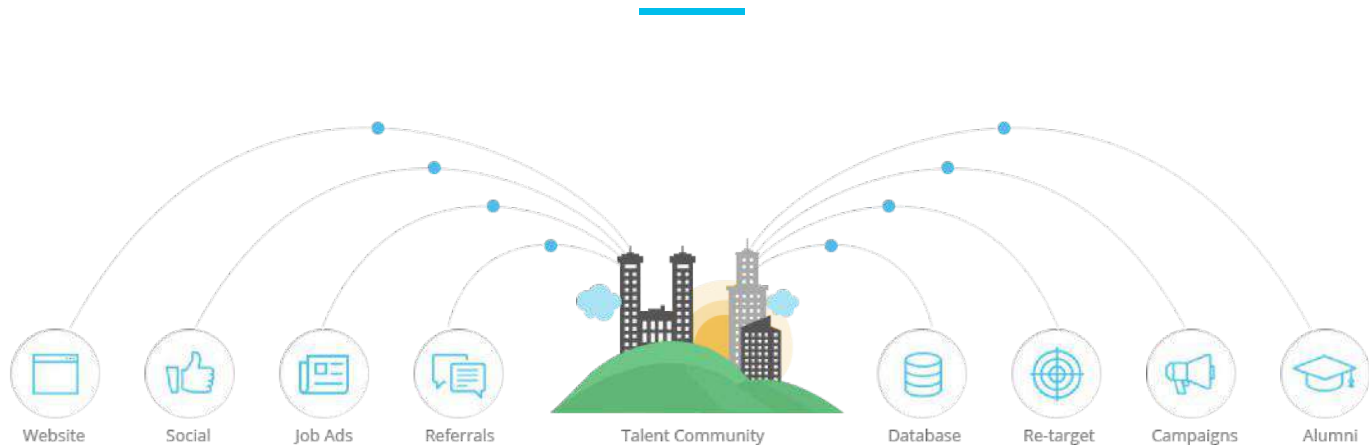 Website
Social
Job Ads
Referrals
Talent Community
Database
Re-target
Campaigns
Alumni